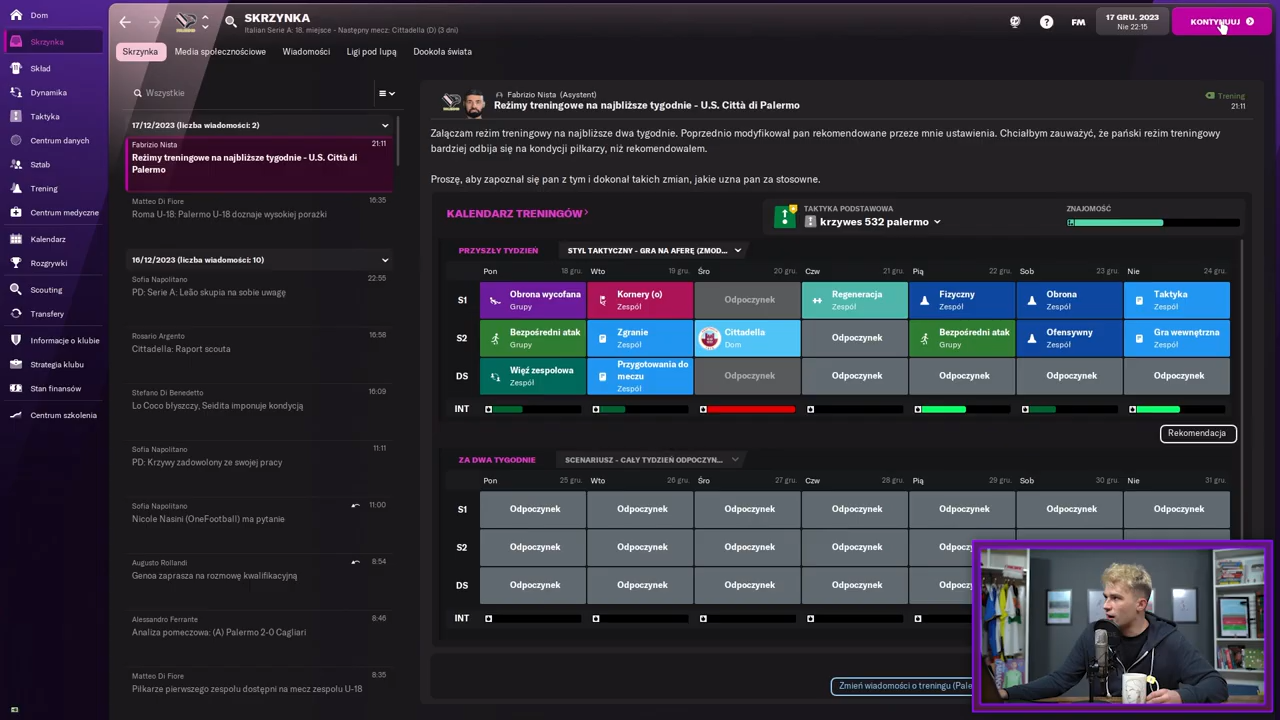 Dom
Skrzynka
Skład
Dynamika
Taktyka
Centrum danych
Sztab
Trening
Centrum medyczne
Kalendarz
Rozgrywki
Scouting
Transfery
Informacje o klubie
Strategia klubu
Stan finansów
Centrum szkolenia
SKRZYNKA
Italian Serie A: 18. miejsce - Następny mecz: Cittadella (D) (3 dni)
FM
17 GRU. 2023
Nie 22:15
KONTYNUUJ
Skrzynka
Media społecznościowe
Wiadomości
Ligi pod lupą
Dookoła świata
Wszystkie
17/12/2023 (liczba wiadomości: 2)
Fabrizio Nista 21:11
Reżimy treningowe na najbliższe tygodnie - U.S. Città di
Palermo
Matteo Di Fiore 16:35
Roma U-18: Palermo U-18 doznaje wysokiej porażki
16/12/2023 (liczba wiadomości: 10)
Sofia Napolitano 22:55
PD: Serie A: Leão skupia na sobie uwagę
Rosario Argento 16:58
Cittadella: Raport scouta
Stefano Di Benedetto 16:09
Lo Coco błyszczy, Seidita imponuje kondycją
Sofia Napolitano 11:11
PD: Krzywy zadowolony ze swojej pracy
Sofia Napolitano 11:00
Nicole Nasini (OneFootball) ma pytanie
Augusto Rollandi 8:54
Genoa zaprasza na rozmowę kwalifikacyjną
Alessandro Ferrante 8:46
Analiza pomeczowa: (A) Palermo 2-0 Cagliari
Matteo Di Fiore 8:35
Piłkarze pierwszego zespołu dostępni na mecz zespołu U-18
Fabrizio Nista (Asystent)
Reżimy treningowe na najbliższe tygodnie - U.S. Città di Palermo
Trening
21:11
Załączam reżim treningowy na najbliższe dwa tygodnie. Poprzednio modyfikował pan rekomendowane przeze mnie ustawienia. Chciałbym zauważyć, że pański reżim treningowy
bardziej odbija się na kondycji piłkarzy, niż rekomendowałem.
Proszę, aby zapoznał się pan z tym i dokonał takich zmian, jakie uzna pan za stosowne.
KALENDARZ TRENINGÓW
TAKTYKA PODSTAWOWA
krzywes 532 palermo
ZNAJOMOŚĆ
PRZYSZŁY TYDZIEŃ
STYL TAKTYCZNY - GRA NA AFERĘ (ZMOD...
Pon 18 gru. Wto 19 gru. Śro 20 gru. Czw 21 gru. Pią 22 gru. Sob 23 gru. Nie 24 gru.
S1 Obrona wycofana Kornery (o) Odpoczynek Regeneracja Fizyczny Obrona Taktyka
Grupy Zespół Zespół Zespół Zespół Zespół
S2 Bezpośredni atak Zgranie Cittadella Odpoczynek Bezpośredni atak Ofensywny Gra wewnętrzna
Grupy Zespół Dom Grupy Zespół Zespół
DS Więź zespołowa Przygotowania do meczu Odpoczynek Odpoczynek Odpoczynek Odpoczynek Odpoczynek
Zespół Zespół
INT
Rekomendacja
ZA DWA TYGODNIE
SCENARIUSZ - CAŁY TYDZIEŃ ODPOCZYN...
Pon 25 gru. Wto 26 gru. Śro 27 gru. Czw 28 gru. Pią 29 gru. Sob 30 gru. Nie 31 gru.
S1 Odpoczynek Odpoczynek Odpoczynek Odpoczynek Odpoczynek Odpoczynek Odpoczynek
S2 Odpoczynek Odpoczynek Odpoczynek Odpoczynek
DS Odpoczynek Odpoczynek Odpoczynek Odpoczynek
INT
Zmień wiadomości o treningu (Pale